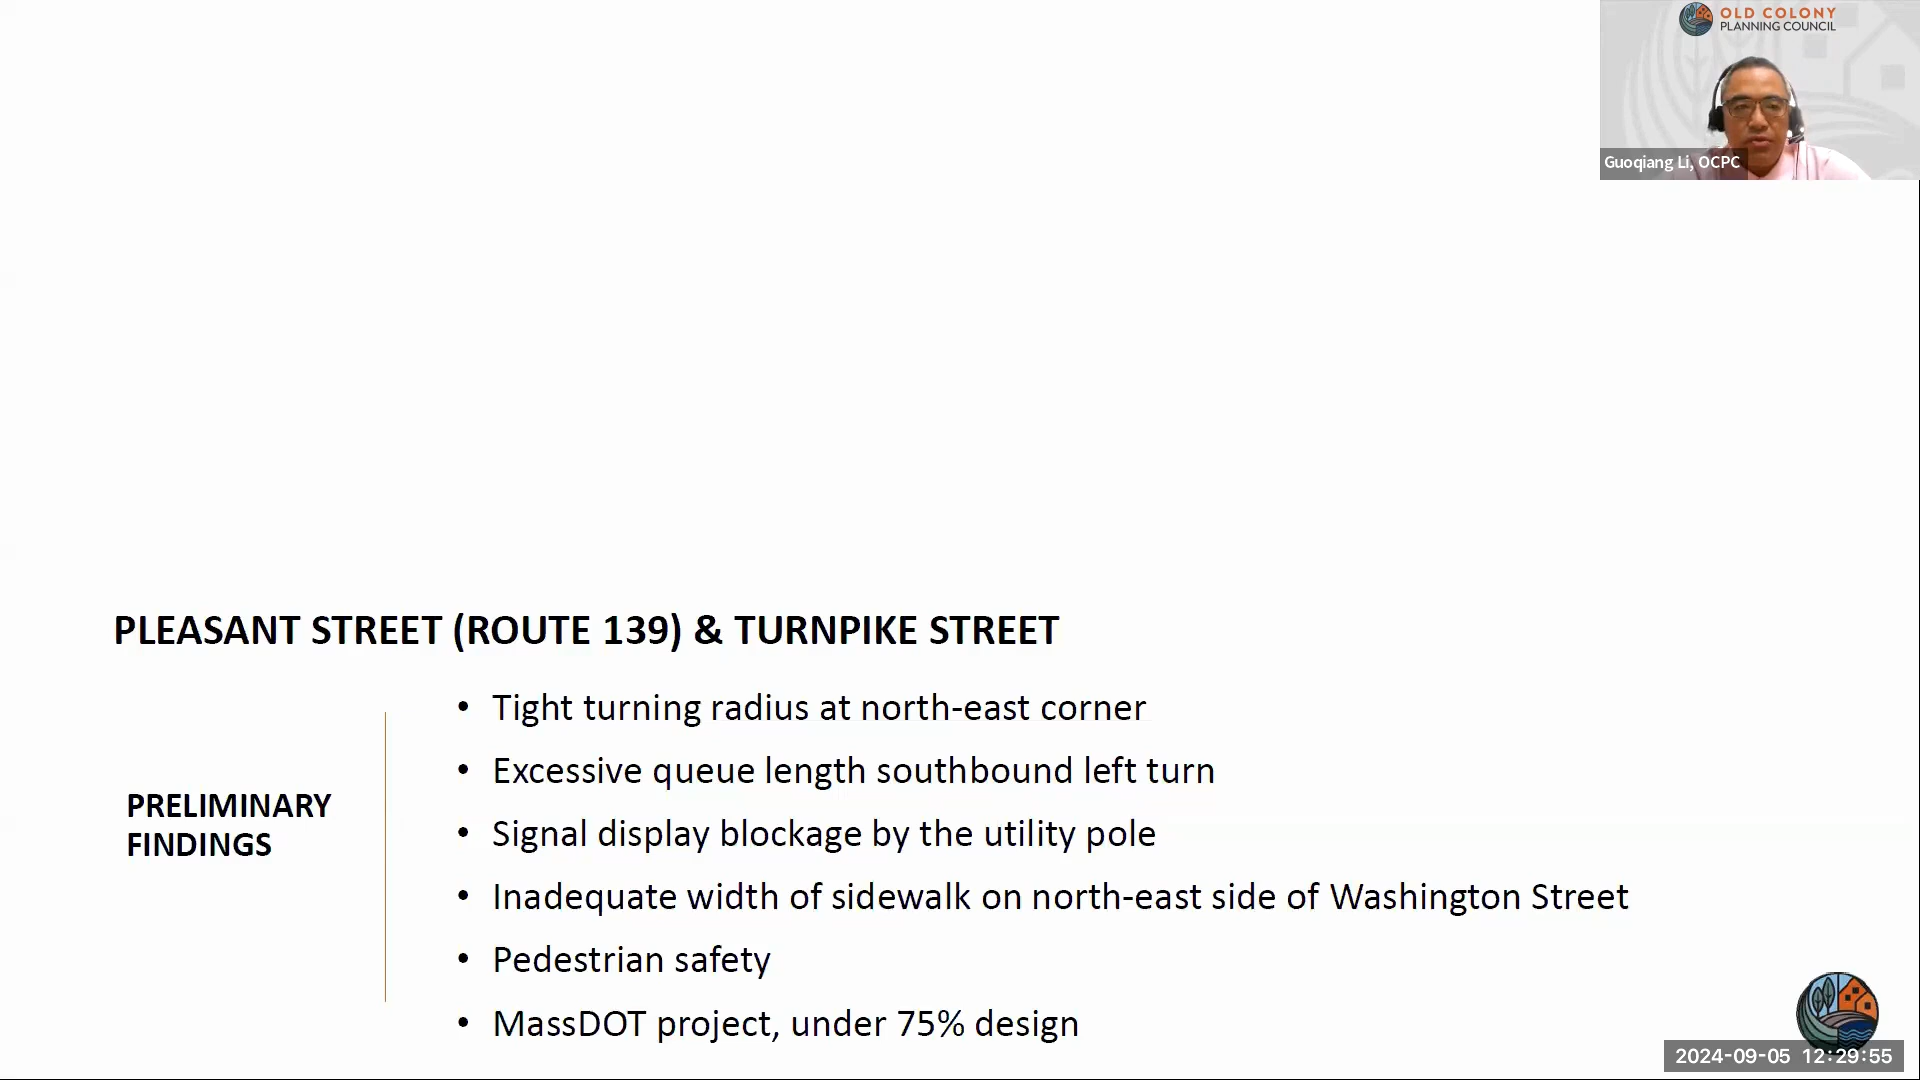 OLD COLONY
PLANNING COUNCIL
Guoqiang Li, OCPC
PLEASANT STREET (ROUTE 139) & TURNPIKE STREET
PRELIMINARY
FINDINGS
• Tight turning radius at north-east corner
• Excessive queue length southbound left turn
• Signal display blockage by the utility pole
• Inadequate width of sidewalk on north-east side of Washington Street
• Pedestrian safety
• MassDOT project, under 75% design
2024-09-05 12:29:55